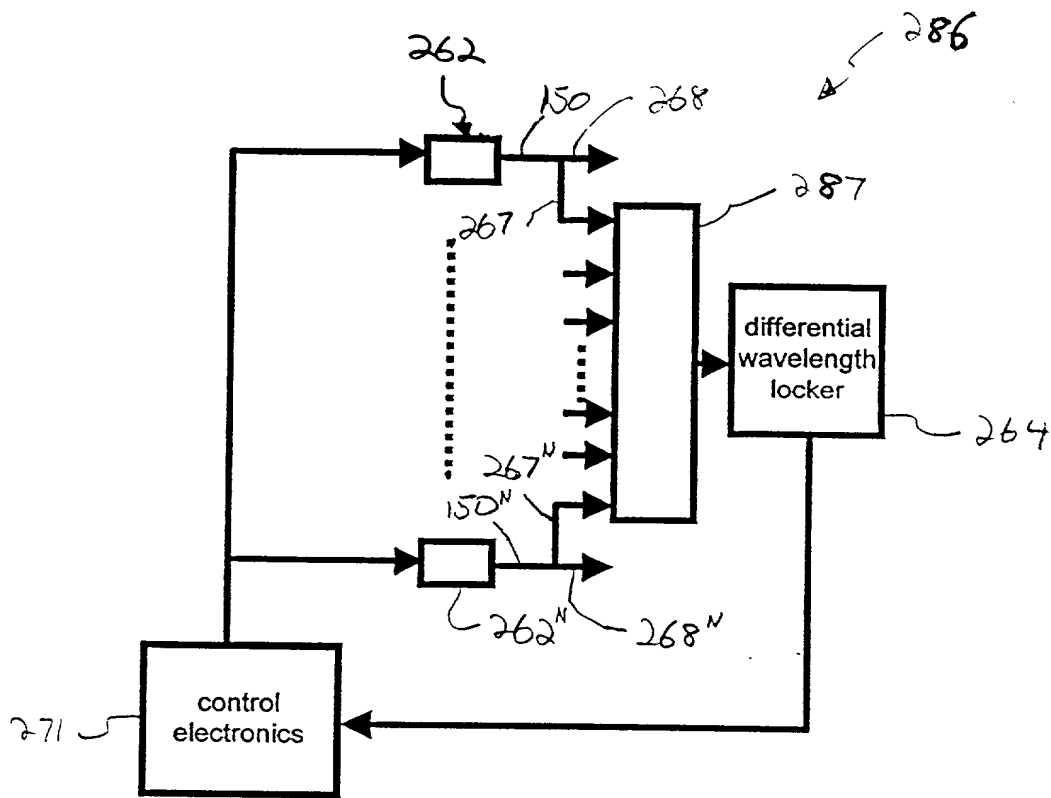 286
262
150
268
287
267
differential
wavelength
locker
264
267ᴺ
150ᴺ
262ᴺ
268ᴺ
control
electronics
271